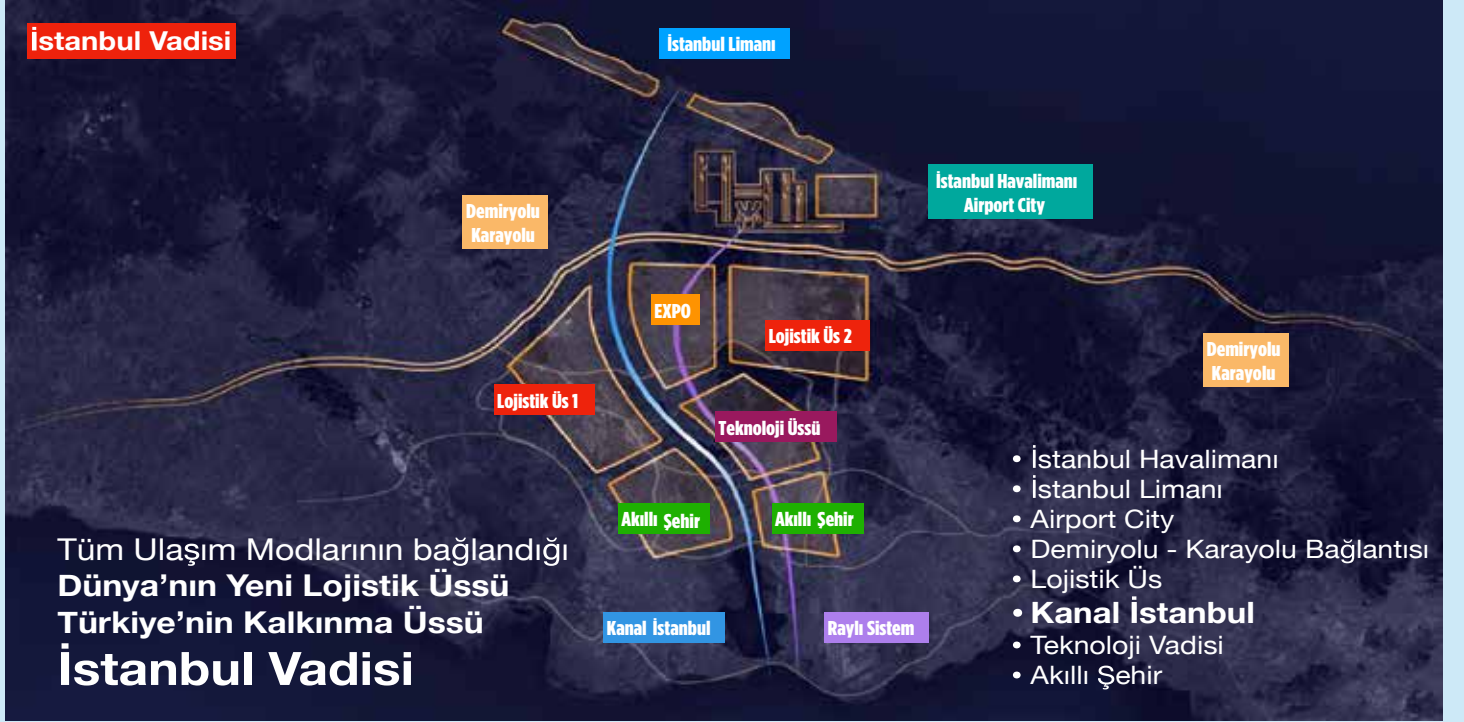 İstanbul Vadisi
İstanbul Limanı
İstanbul Havalimanı
Airport City
Demiryolu
Karayolu
EXPO
Lojistik Üs 2
Demiryolu
Karayolu
Lojistik Üs 1
Teknoloji Üssü
Akıllı Şehir
Akıllı Şehir
Kanal İstanbul
Raylı Sistem
Tüm Ulaşım Modlarının bağlandığı
Dünya’nın Yeni Lojistik Üssü
Türkiye’nin Kalkınma Üssü
İstanbul Vadisi
• İstanbul Havalimanı
• İstanbul Limanı
• Airport City
• Demiryolu - Karayolu Bağlantısı
• Lojistik Üs
• Kanal İstanbul
• Teknoloji Vadisi
• Akıllı Şehir